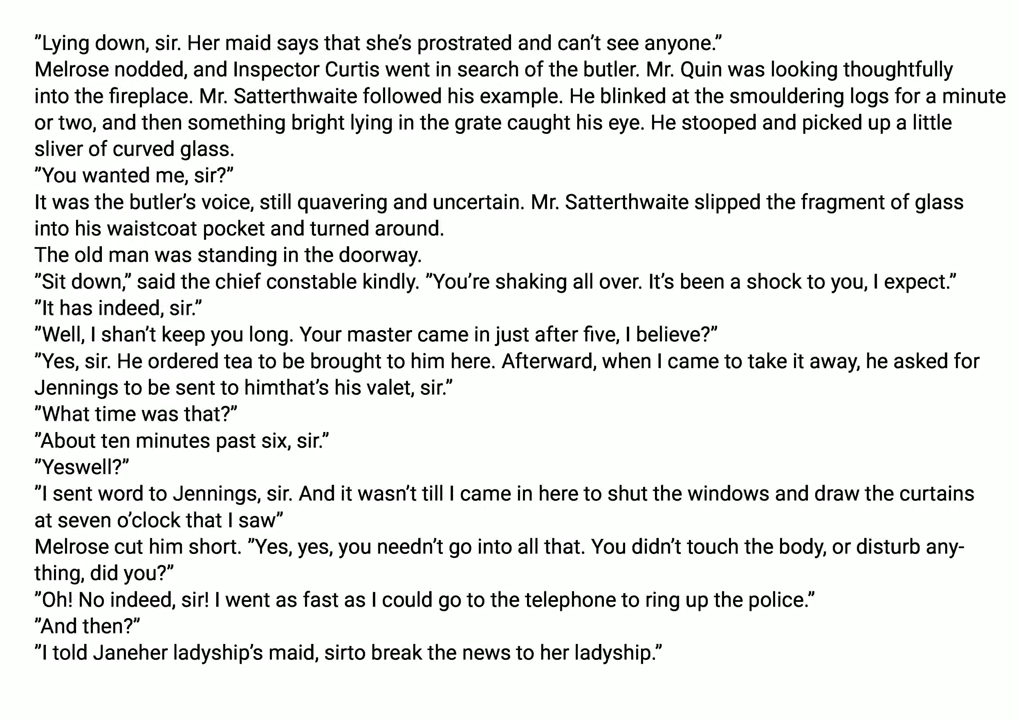 ”Lying down, sir. Her maid says that she’s prostrated and can’t see anyone.”
Melrose nodded, and Inspector Curtis went in search of the butler. Mr. Quin was looking thoughtfully
into the fireplace. Mr. Satterthwaite followed his example. He blinked at the smouldering logs for a minute
or two, and then something bright lying in the grate caught his eye. He stooped and picked up a little
sliver of curved glass.
”You wanted me, sir?”
It was the butler’s voice, still quavering and uncertain. Mr. Satterthwaite slipped the fragment of glass
into his waistcoat pocket and turned around.
The old man was standing in the doorway.
”Sit down,” said the chief constable kindly. ”You’re shaking all over. It’s been a shock to you, I expect.”
”It has indeed, sir.”
”Well, I shan’t keep you long. Your master came in just after five, I believe?”
”Yes, sir. He ordered tea to be brought to him here. Afterward, when I came to take it away, he asked for
Jennings to be sent to himthat’s his valet, sir.”
”What time was that?”
”About ten minutes past six, sir.”
”Yeswell?”
”I sent word to Jennings, sir. And it wasn’t till I came in here to shut the windows and draw the curtains
at seven o’clock that I saw”
Melrose cut him short. ”Yes, yes, you needn’t go into all that. You didn’t touch the body, or disturb any-
thing, did you?”
”Oh! No indeed, sir! I went as fast as I could go to the telephone to ring up the police.”
”And then?”
”I told Janeher ladyship’s maid, sirto break the news to her ladyship.”